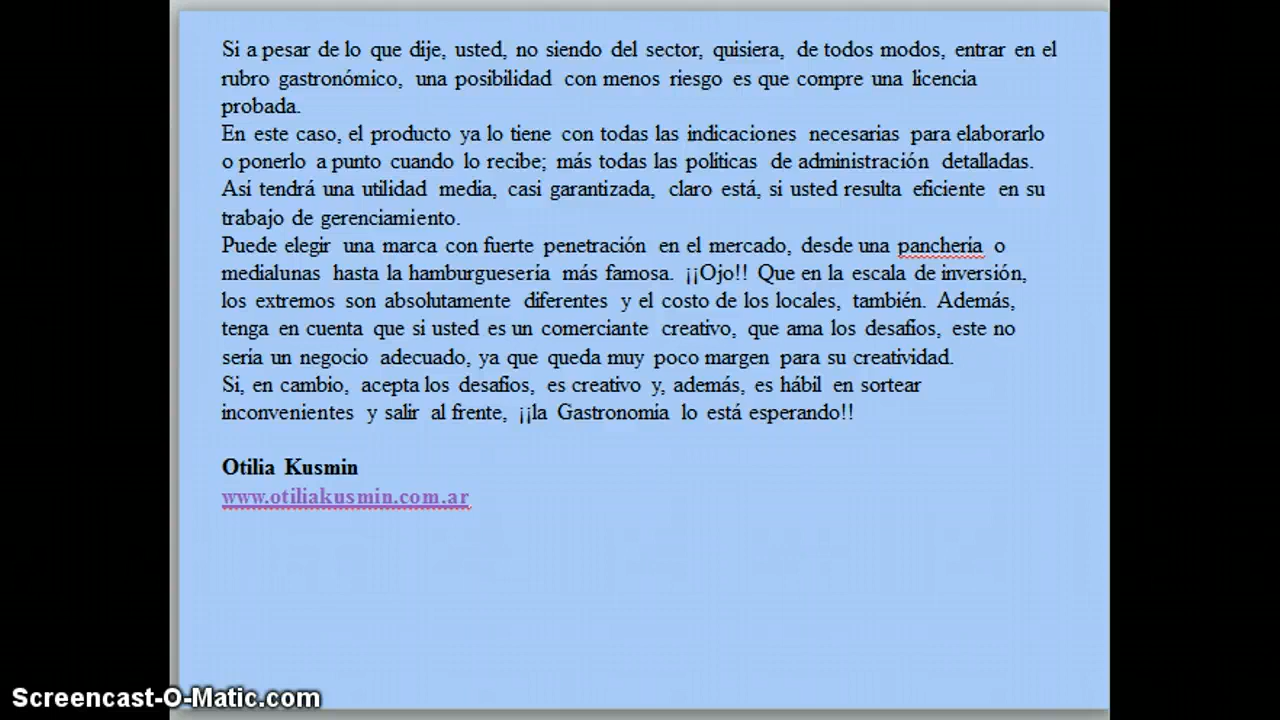 Si a pesar de lo que dije, usted, no siendo del sector, quisiera, de todos modos, entrar en el
rubro gastronómico, una posibilidad con menos riesgo es que compre una licencia
probada.
En este caso, el producto ya lo tiene con todas las indicaciones necesarias para elaborarlo
o ponerlo a punto cuando lo recibe; más todas las políticas de administración detalladas.
Así tendrá una utilidad media, casi garantizada, claro está, si usted resulta eficiente en su
trabajo de gerenciamiento.
Puede elegir una marca con fuerte penetración en el mercado, desde una panchería o
medialunas hasta la hamburguesería más famosa. ¡¡Ojo!! Que en la escala de inversión,
los extremos son absolutamente diferentes y el costo de los locales, también. Además,
tenga en cuenta que si usted es un comerciante creativo, que ama los desafíos, este no
sería un negocio adecuado, ya que queda muy poco margen para su creatividad.
Si, en cambio, acepta los desafíos, es creativo y, además, es hábil en sortear
inconvenientes y salir al frente, ¡¡la Gastronomía lo está esperando!!
Otilia Kusmin
www.otiliakusmin.com.ar
Screencast-O-Matic.com